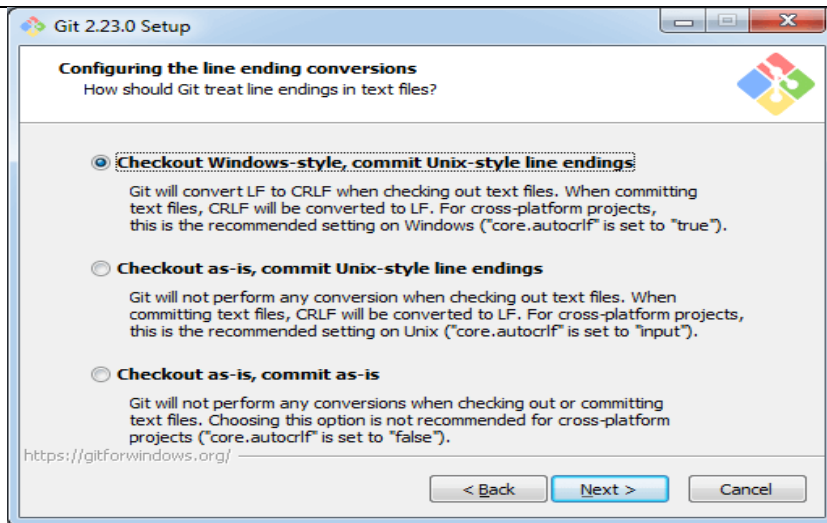 Git 2.23.0 Setup
Configuring the line ending conversions
How should Git treat line endings in text files?
Checkout Windows-style, commit Unix-style line endings
Git will convert LF to CRLF when checking out text files. When committing
text files, CRLF will be converted to LF. For cross-platform projects,
this is the recommended setting on Windows ("core.autocrlf" is set to "true").
Checkout as-is, commit Unix-style line endings
Git will not perform any conversion when checking out text files. When
committing text files, CRLF will be converted to LF. For cross-platform projects,
this is the recommended setting on Unix ("core.autocrlf" is set to "input").
Checkout as-is, commit as-is
Git will not perform any conversions when checking out or committing
text files. Choosing this option is not recommended for cross-platform
projects ("core.autocrlf" is set to "false").
https://gitforwindows.org/
< Back
Next >
Cancel